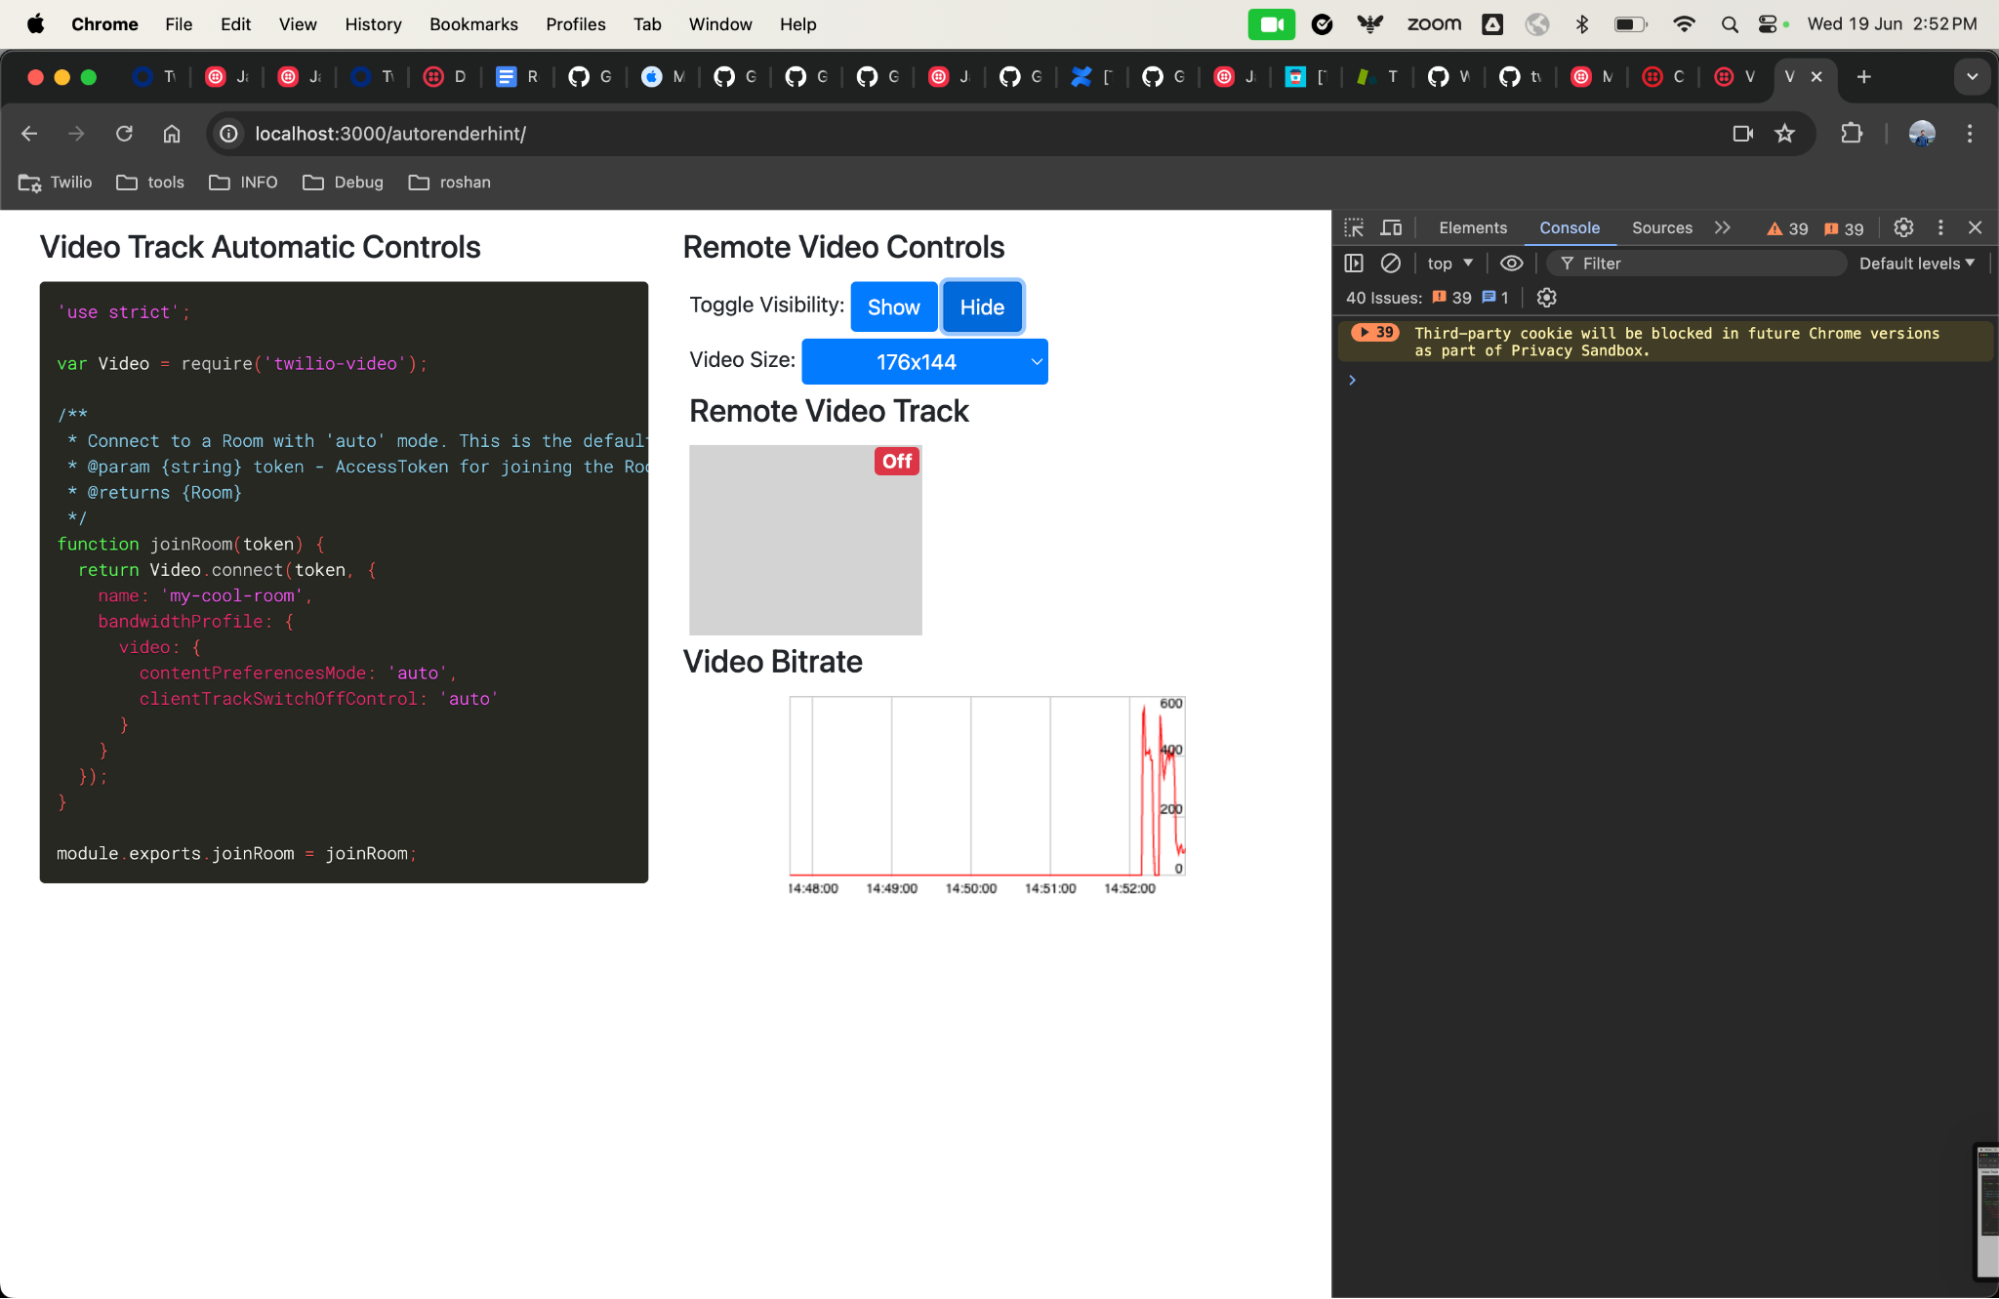 Chrome File Edit View History Bookmarks Profiles Tab Window Help zoom Wed 19 Jun 2:52 PM
localhost:3000/autorenderhint/
Twilio tools INFO Debug roshan
Video Track Automatic Controls
'use strict';
var Video = require('twilio-video');
/**
* Connect to a Room with 'auto' mode. This is the defaul
* @param {string} token - AccessToken for joining the Ro
* @returns {Room}
*/
function joinRoom(token) {
return Video.connect(token, {
name: 'my-cool-room',
bandwidthProfile: {
video: {
contentPreferencesMode: 'auto',
clientTrackSwitchOffControl: 'auto'
}
}
});
}
module.exports.joinRoom = joinRoom;
Remote Video Controls
Toggle Visibility: Show Hide
Video Size: 176x144
Remote Video Track
Off
Video Bitrate
600
400
200
0
14:48:00 14:49:00 14:50:00 14:51:00 14:52:00
Elements Console Sources 39 39
top Filter Default levels
40 Issues: 39 1
39 Third-party cookie will be blocked in future Chrome versions
as part of Privacy Sandbox.